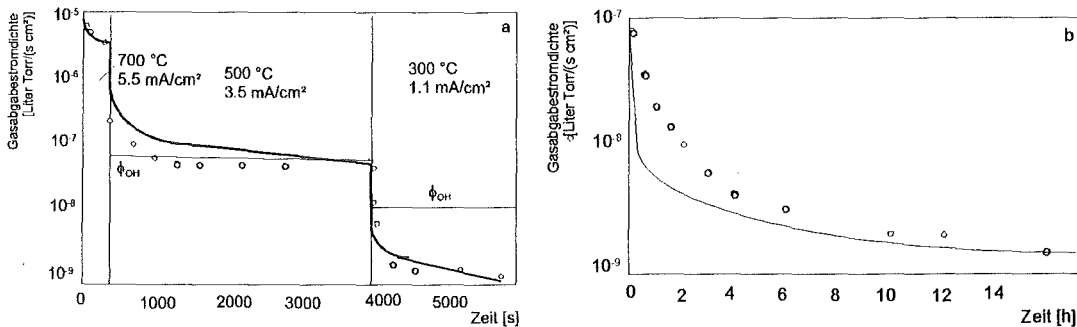 Gasabgabestromdichte
[Liter Torr/(s cm²)]
10⁻⁵
10⁻⁶
10⁻⁷
10⁻⁸
10⁻⁹
a
700 °C
5.5 mA/cm²
500 °C
3.5 mA/cm²
300 °C
1.1 mA/cm²
ϕOH
ϕOH
0
1000
2000
3000
4000
5000
Zeit [s]
Gasabgabestromdichte
[Liter Torr/(s cm²)]
10⁻⁷
10⁻⁸
10⁻⁹
b
0
2
4
6
8
10
12
14
Zeit [h]